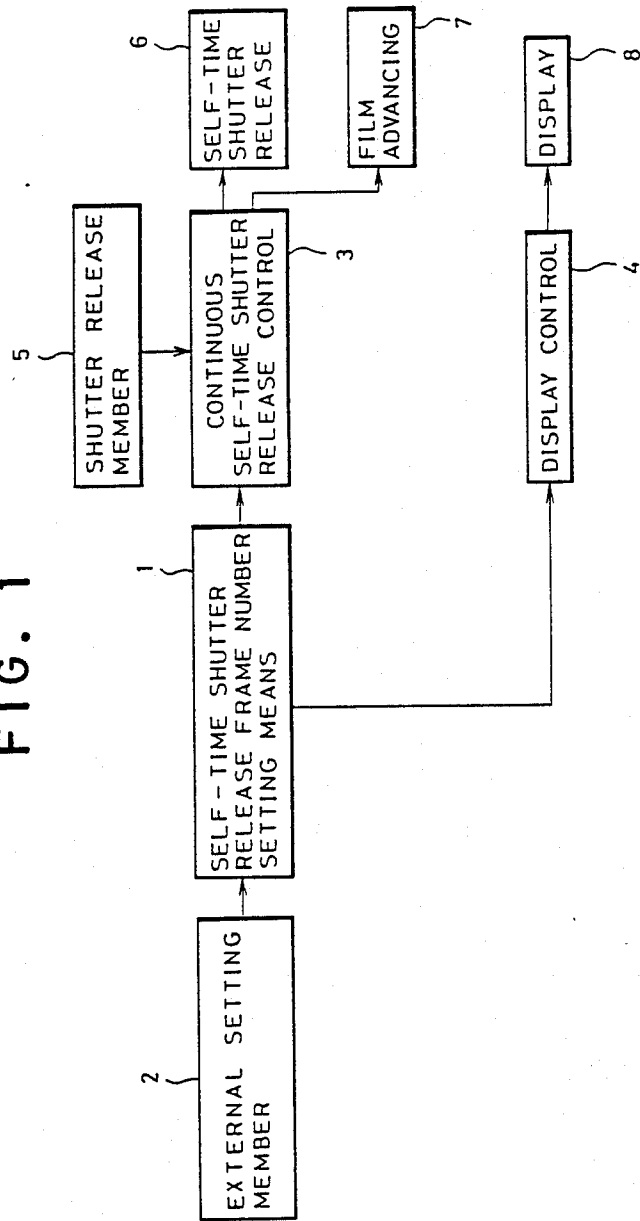 FIG. 1
2
EXTERNAL SETTING
MEMBER
1
SELF-TIME SHUTTER
RELEASE FRAME NUMBER
SETTING MEANS
5
SHUTTER RELEASE
MEMBER
CONTINUOUS
SELF-TIME SHUTTER
RELEASE CONTROL
3
6
SELF-TIME
SHUTTER
RELEASE
FILM
ADVANCING
7
DISPLAY CONTROL
4
DISPLAY
8